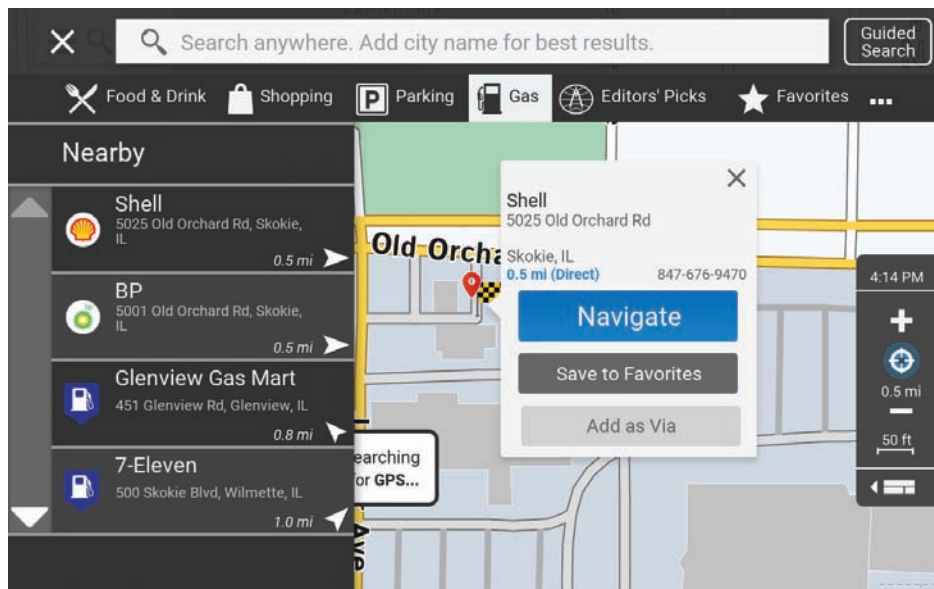 Search anywhere. Add city name for best results.
Guided
Search
Food & Drink
Shopping
P
Parking
Gas
Editors' Picks
Favorites
Nearby
Shell
5025 Old Orchard Rd, Skokie,
IL
0.5 mi
BP
5001 Old Orchard Rd, Skokie,
IL
0.5 mi
Glenview Gas Mart
451 Glenview Rd, Glenview, IL
0.8 mi
7-Eleven
500 Skokie Blvd, Wilmette, IL
1.0 mi
Old Orcha
Shell
5025 Old Orchard Rd
Skokie, IL
0.5 mi (Direct)
847-676-9470
Navigate
Save to Favorites
Add as Via
earching
or GPS...
Ave
4:14 PM
+
0.5 mi
50 ft